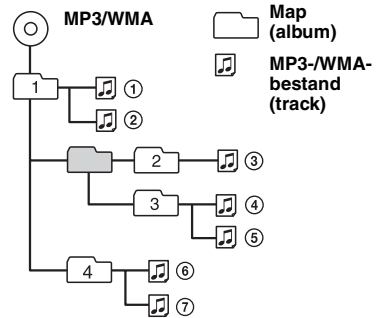 MP3/WMA
Map
(album)
MP3-/WMA-
bestand
(track)
1
①
②
2
③
3
④
⑤
4
⑥
⑦